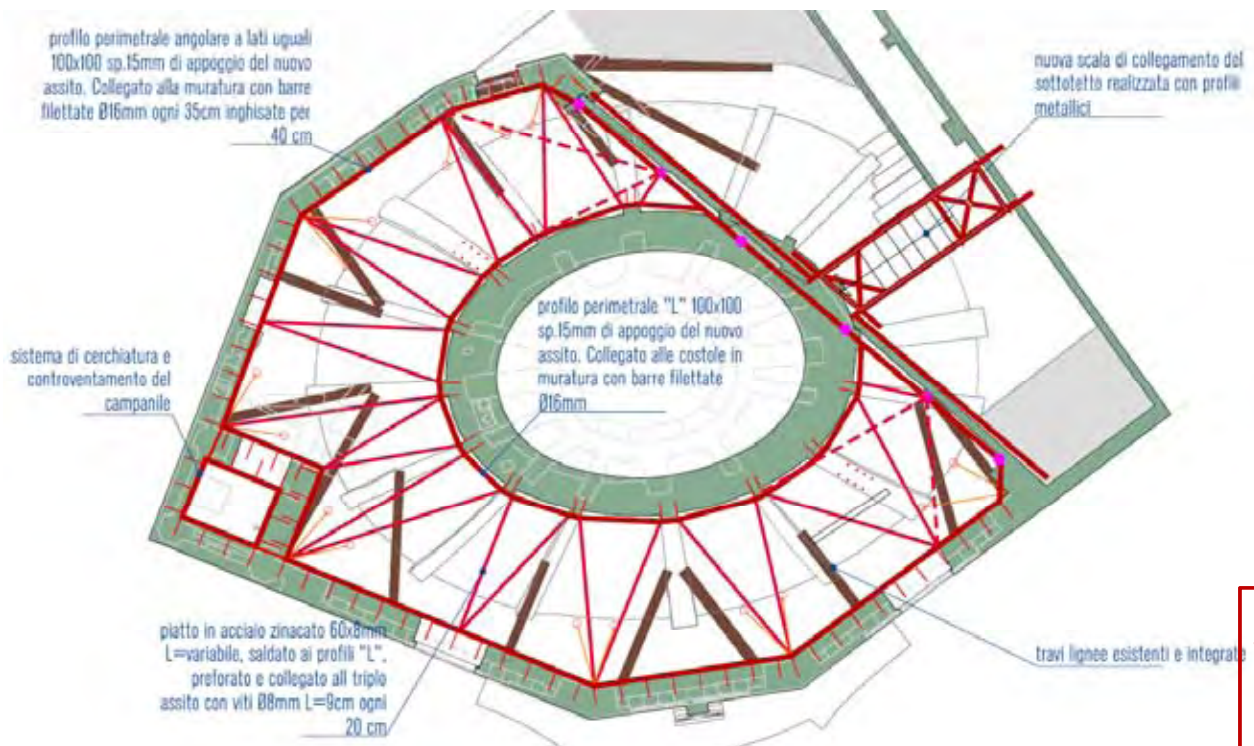 profilo perimetrale angolare a lati uguali
100x100 sp.15mm di appoggio del nuovo
assito. Collegato alla muratura con barre
filettate Ø16mm ogni 35cm inghisate per
40 cm
nuova scala di collegamento del
sottotetto realizzata con profili
metallici
profilo perimetrale "L" 100x100
sp.15mm di appoggio del nuovo
assito. Collegato alle costole in
muratura con barre filettate
Ø16mm
sistema di cerchiatura e
controventamento del
campanile
piatto in acciaio zinacato 60x8mm
L=variabile, saldato ai profili "L",
preforato e collegato all triplo
assito con viti Ø8mm L=9cm ogni
20 cm
travi lignee esistenti e integrate